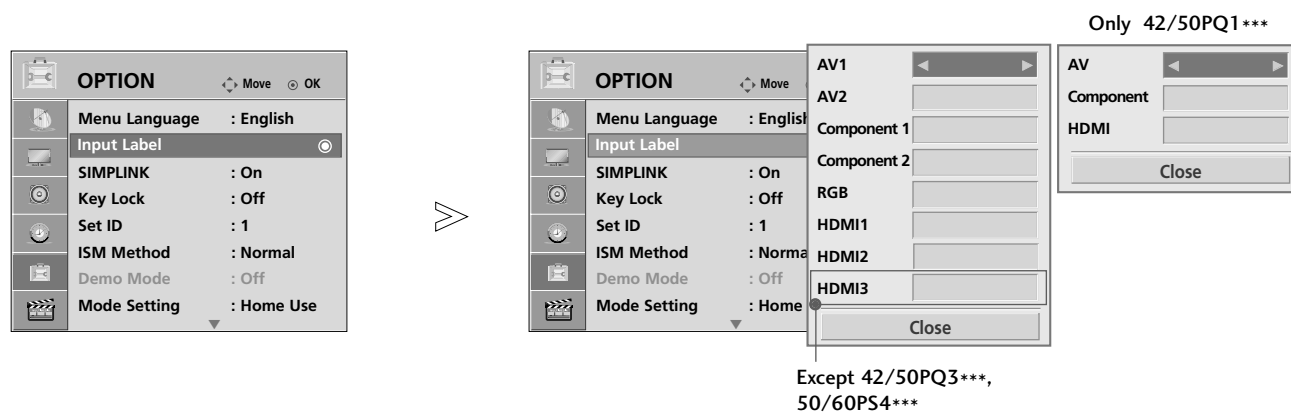 Only 42/50PQ1***
OPTION Move OK
Menu Language : English
Input Label
SIMPLINK : On
Key Lock : Off
Set ID : 1
ISM Method : Normal
Demo Mode : Off
Mode Setting : Home Use
OPTION Move
Menu Language : English
Input Label
SIMPLINK : On
Key Lock : Off
Set ID : 1
ISM Method : Norma
Demo Mode : Off
Mode Setting : Home
AV1
AV2
Component 1
Component 2
RGB
HDMI1
HDMI2
HDMI3
Close
AV
Component
HDMI
Close
Except 42/50PQ3***,
50/60PS4***